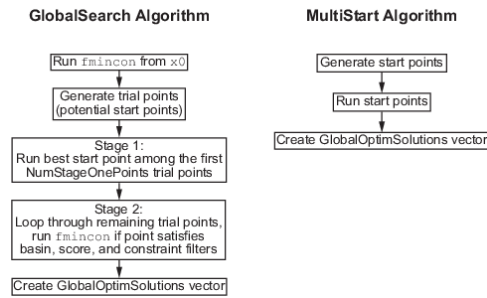 GlobalSearch Algorithm
Run fmincon from x0
Generate trial points
(potential start points)
Stage 1:
Run best start point among the first
NumStageOnePoints trial points
Stage 2:
Loop through remaining trial points,
run fmincon if point satisfies
basin, score, and constraint filters
Create GlobalOptimSolutions vector
MultiStart Algorithm
Generate start points
Run start points
Create GlobalOptimSolutions vector